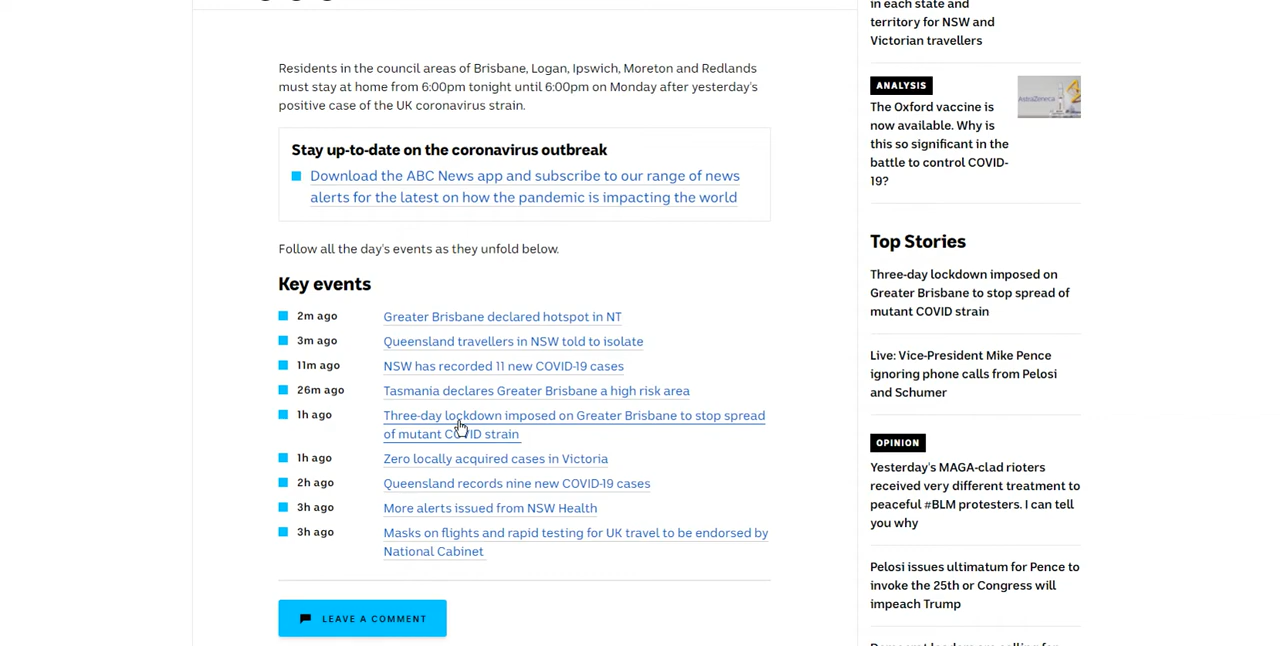 Residents in the council areas of Brisbane, Logan, Ipswich, Moreton and Redlands
must stay at home from 6:00pm tonight until 6:00pm on Monday after yesterday's
positive case of the UK coronavirus strain.
Stay up-to-date on the coronavirus outbreak
Download the ABC News app and subscribe to our range of news
alerts for the latest on how the pandemic is impacting the world
Follow all the day's events as they unfold below.
Key events
2m ago Greater Brisbane declared hotspot in NT
3m ago Queensland travellers in NSW told to isolate
11m ago NSW has recorded 11 new COVID-19 cases
26m ago Tasmania declares Greater Brisbane a high risk area
1h ago Three-day lockdown imposed on Greater Brisbane to stop spread
of mutant COVID strain
1h ago Zero locally acquired cases in Victoria
2h ago Queensland records nine new COVID-19 cases
3h ago More alerts issued from NSW Health
3h ago Masks on flights and rapid testing for UK travel to be endorsed by
National Cabinet
LEAVE A COMMENT
in each state and
territory for NSW and
Victorian travellers
ANALYSIS
The Oxford vaccine is
now available. Why is
this so significant in the
battle to control COVID-
19?
AstraZeneca
Top Stories
Three-day lockdown imposed on
Greater Brisbane to stop spread of
mutant COVID strain
Live: Vice-President Mike Pence
ignoring phone calls from Pelosi
and Schumer
OPINION
Yesterday's MAGA-clad rioters
received very different treatment to
peaceful #BLM protesters. I can tell
you why
Pelosi issues ultimatum for Pence to
invoke the 25th or Congress will
impeach Trump